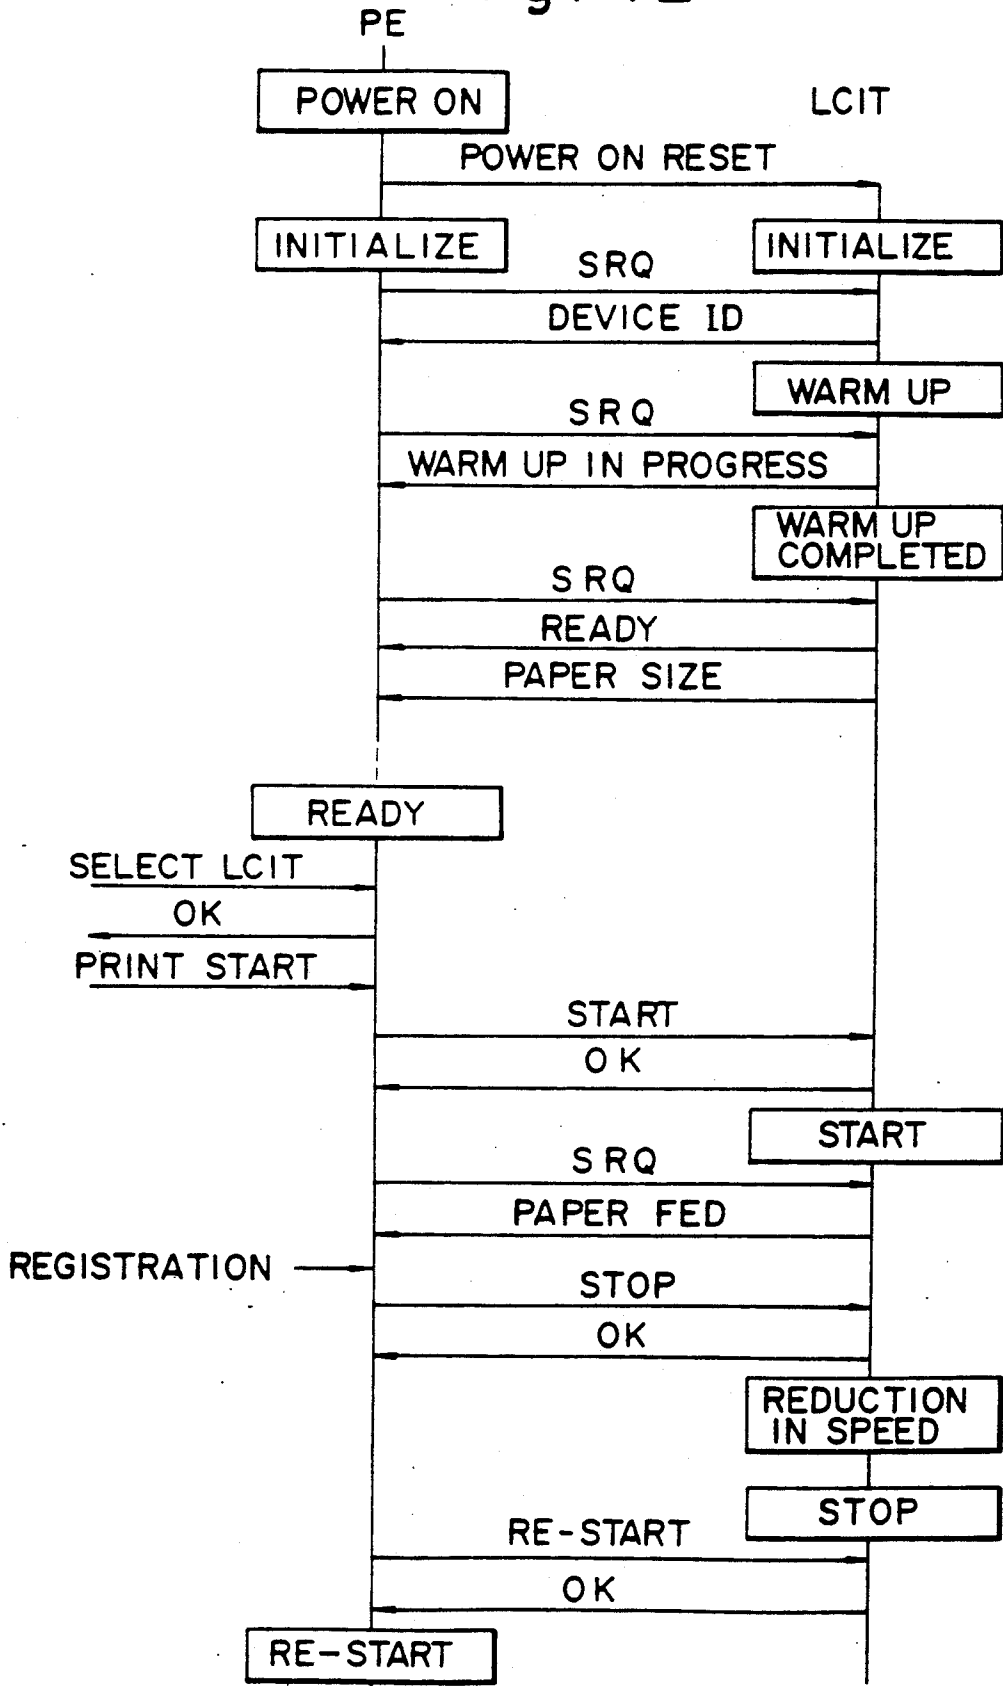 PE
POWER ON
LCIT
POWER ON RESET
INITIALIZE
INITIALIZE
SRQ
DEVICE ID
WARM UP
SRQ
WARM UP IN PROGRESS
WARM UP
COMPLETED
SRQ
READY
PAPER SIZE
READY
SELECT LCIT
OK
PRINT START
START
OK
START
SRQ
PAPER FED
REGISTRATION
STOP
OK
REDUCTION
IN SPEED
STOP
RE-START
OK
RE-START